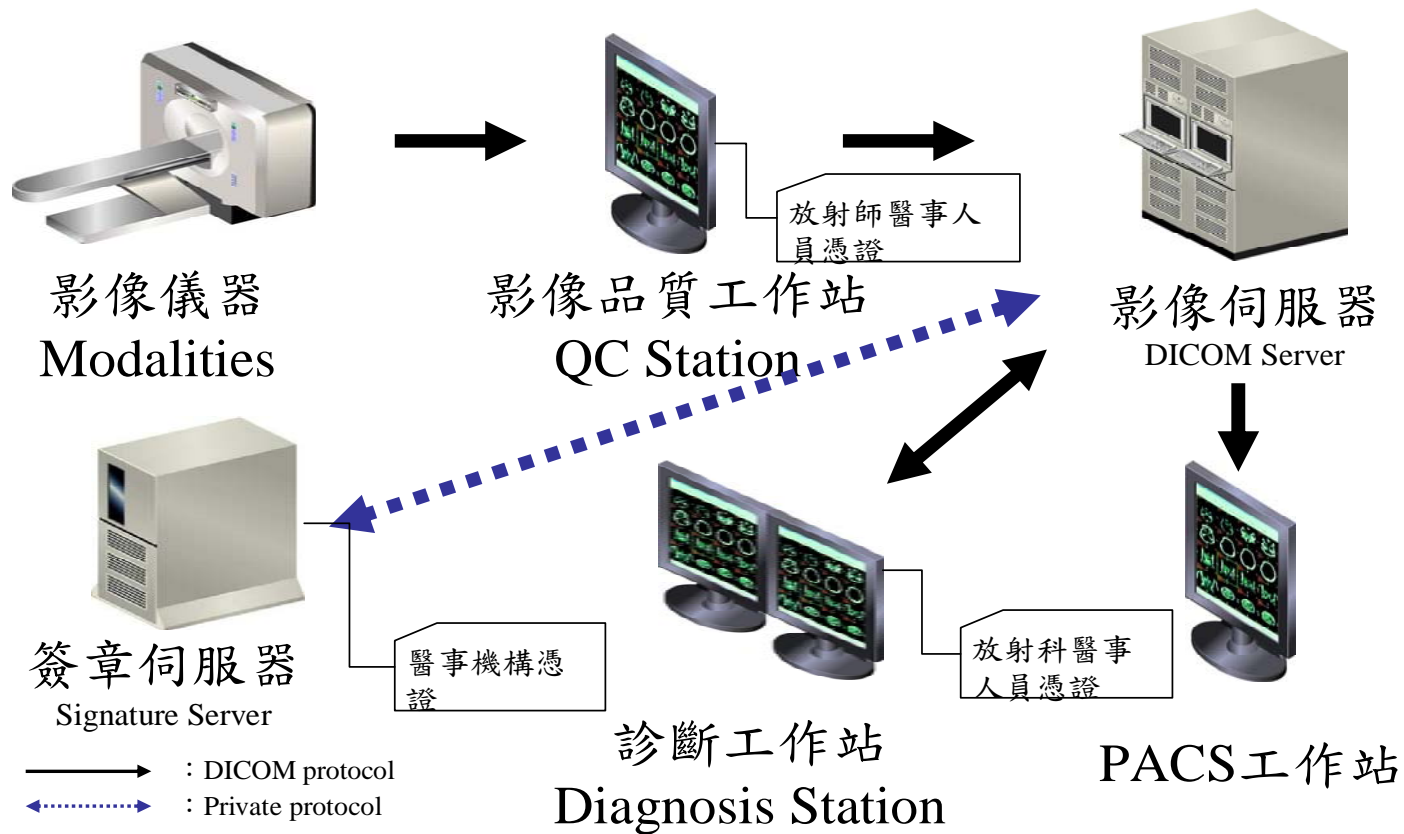 放射師醫事人
員憑證
影像儀器
Modalities
影像品質工作站
QC Station
影像伺服器
DICOM Server
簽章伺服器
Signature Server
醫事機構憑
證
放射科醫事
人員憑證
診斷工作站
Diagnosis Station
PACS工作站
：DICOM protocol
：Private protocol